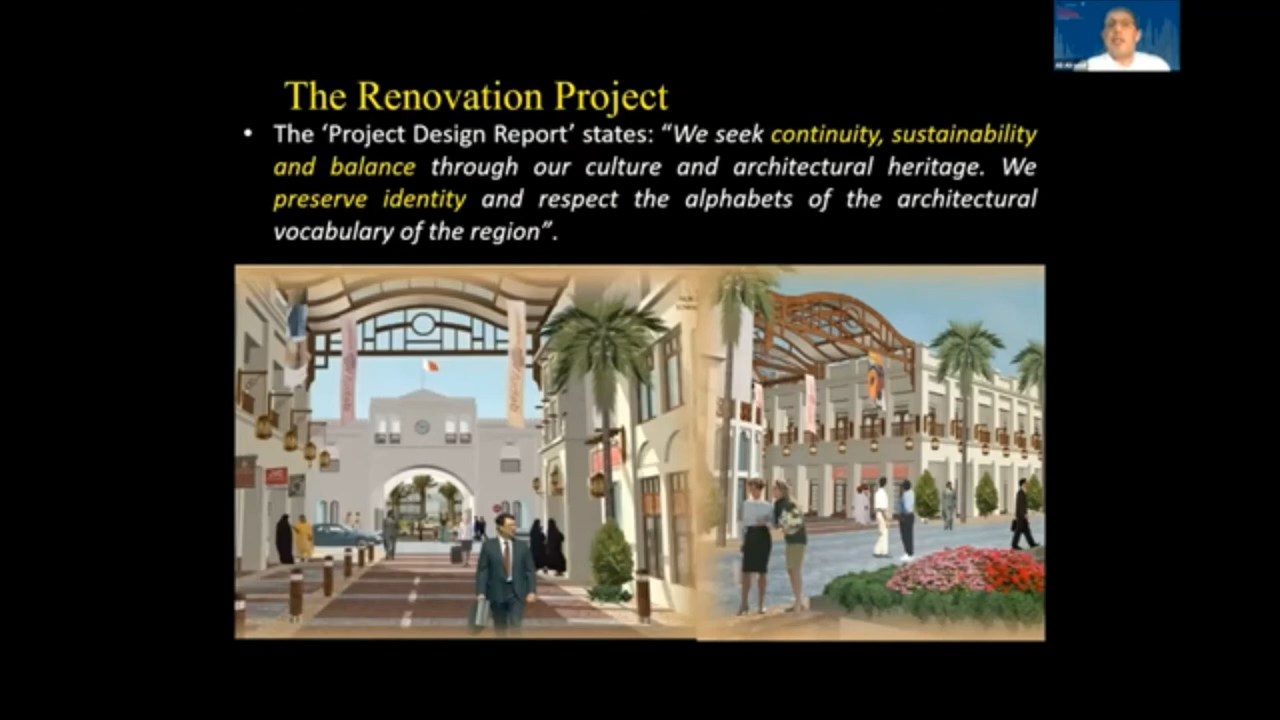 The Renovation Project
• The ‘Project Design Report’ states: “We seek continuity, sustainability
and balance through our culture and architectural heritage. We
preserve identity and respect the alphabets of the architectural
vocabulary of the region”.